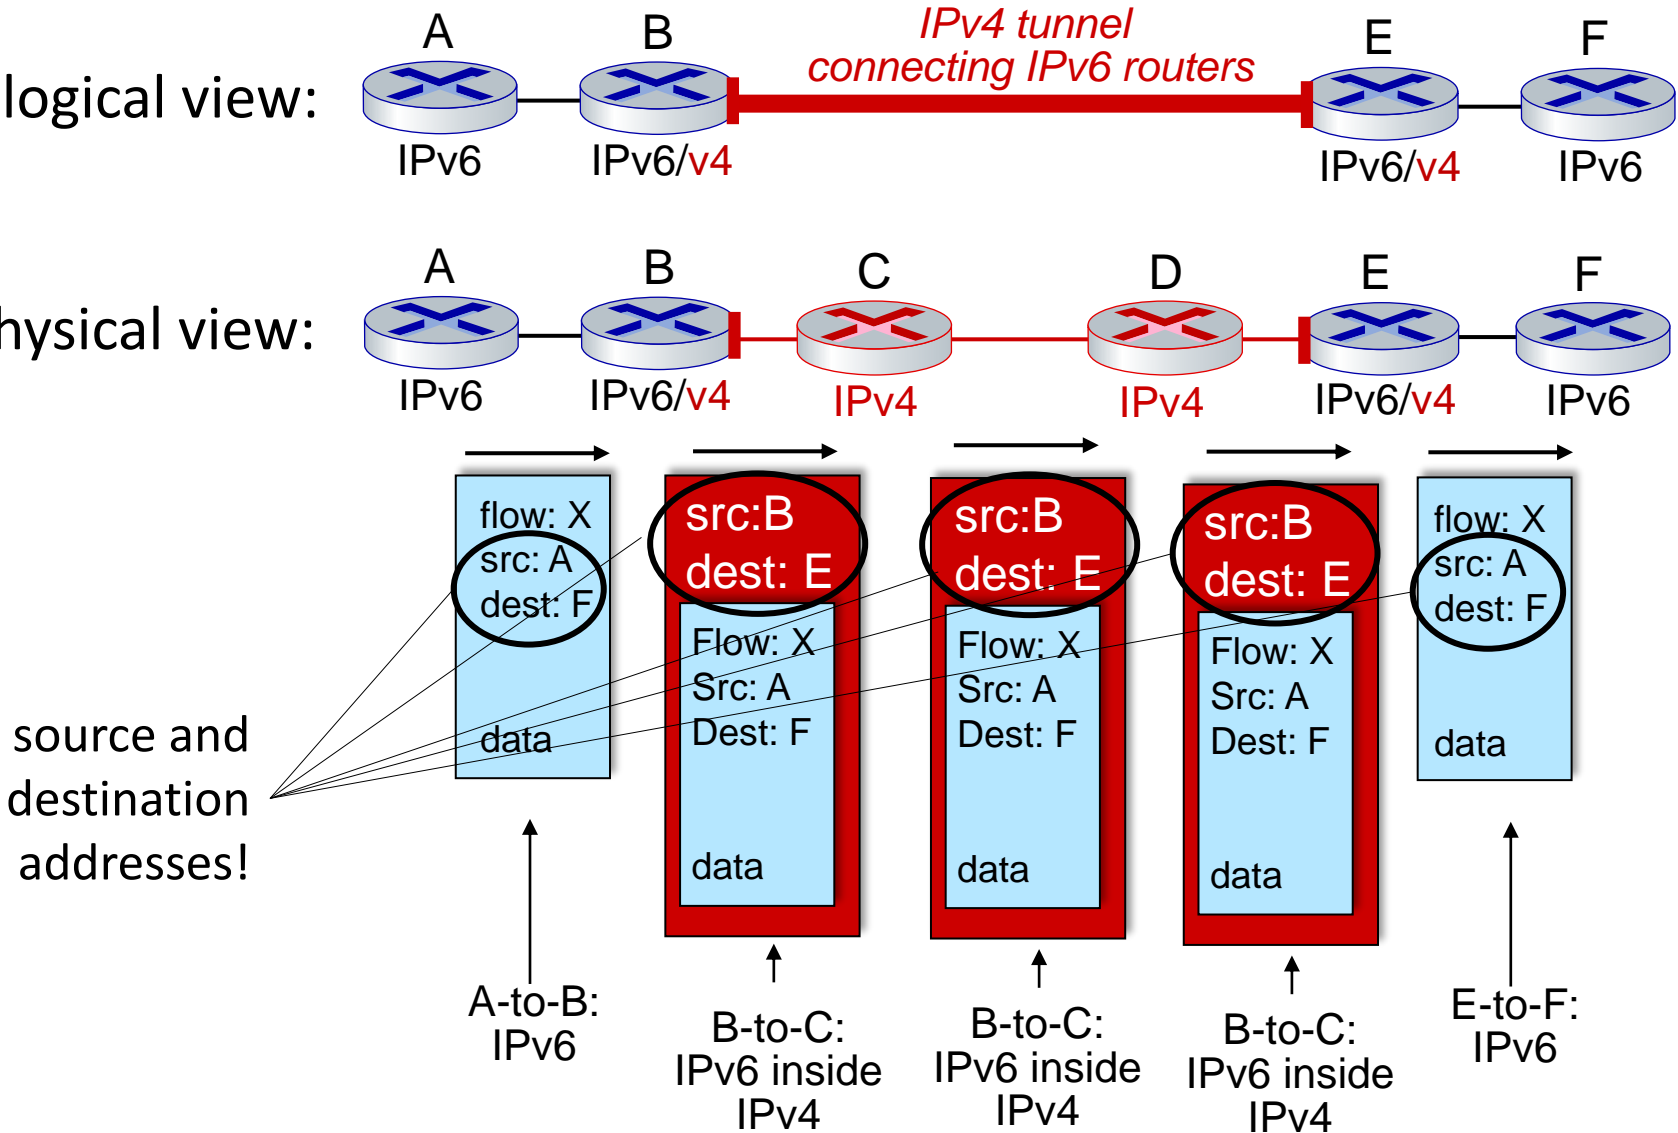 IPv4 tunnel
connecting IPv6 routers
A
B
E
F
logical view:
IPv6
IPv6/v4
IPv6/v4
IPv6
A
B
C
D
E
F
hysical view:
IPv6
IPv6/v4
IPv4
IPv4
IPv6/v4
IPv6
flow: X
src: A
dest: F
data
src:B
dest: E
Flow: X
Src: A
Dest: F
data
src:B
dest: E
Flow: X
Src: A
Dest: F
data
src:B
dest: E
Flow: X
Src: A
Dest: F
data
flow: X
src: A
dest: F
data
source and
destination
addresses!
A-to-B:
IPv6
B-to-C:
IPv6 inside
IPv4
B-to-C:
IPv6 inside
IPv4
B-to-C:
IPv6 inside
IPv4
E-to-F:
IPv6